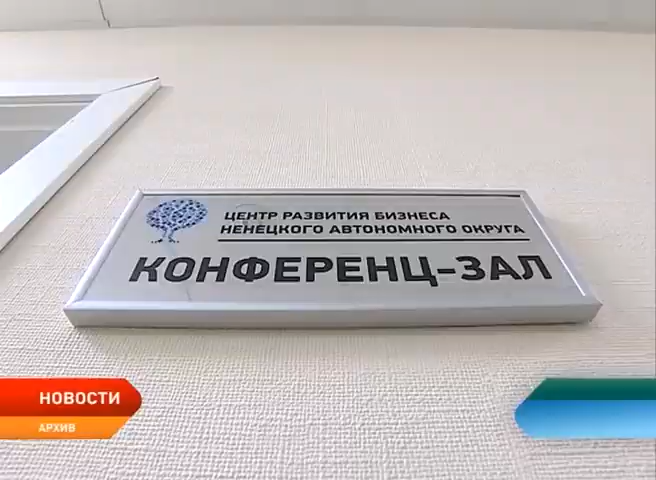 ЦЕНТР РАЗВИТИЯ БИЗНЕСА
НЕНЕЦКОГО АВТОНОМНОГО ОКРУГА
КОНФЕРЕНЦ-ЗАЛ
НОВОСТИ
АРХИВ